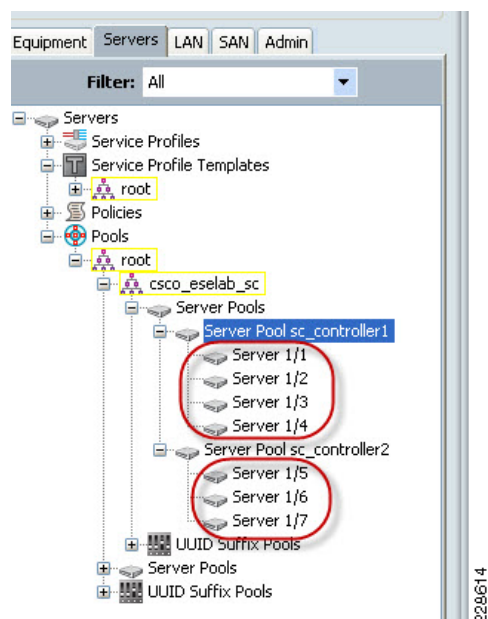 Equipment Servers LAN SAN Admin
Filter: All
Servers
Service Profiles
Service Profile Templates
root
Policies
Pools
root
csco_eselab_sc
Server Pools
Server Pool sc_controller1
Server 1/1
Server 1/2
Server 1/3
Server 1/4
Server Pool sc_controller2
Server 1/5
Server 1/6
Server 1/7
UUID Suffix Pools
Server Pools
UUID Suffix Pools
228614